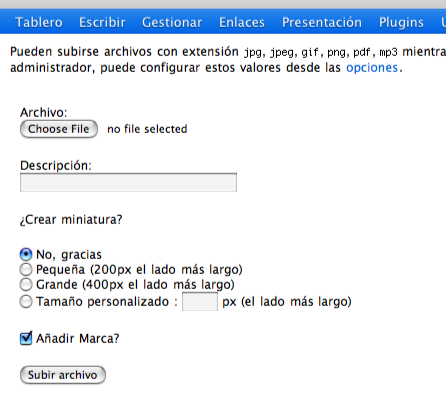 Tablero Escribir Gestionar Enlaces Presentación Plugins
Pueden subirse archivos con extensión jpg, jpeg, gif, png, pdf, mp3 mientra
administrador, puede configurar estos valores desde las opciones.
Archivo:
Choose File no file selected
Descripción:
¿Crear miniatura?
No, gracias
Pequeña (200px el lado más largo)
Grande (400px el lado más largo)
Tamaño personalizado : px (el lado más largo)
Añadir Marca?
Subir archivo